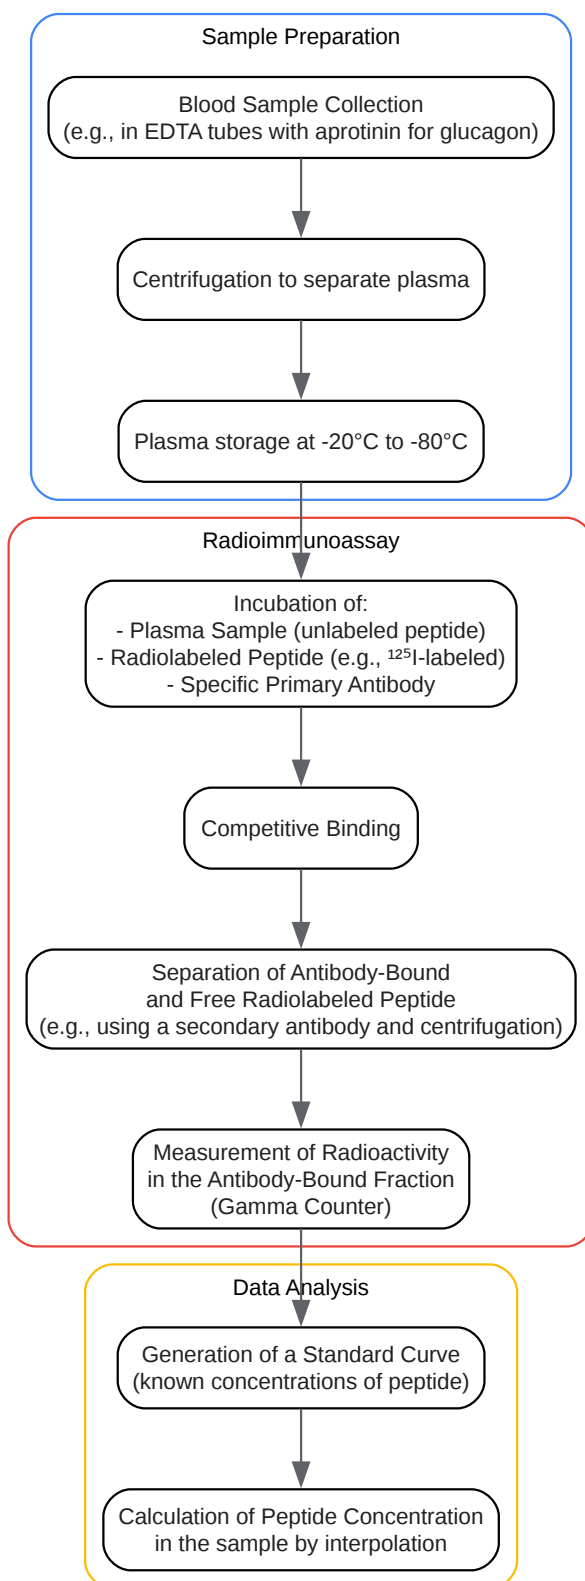 Sample Preparation
Blood Sample Collection
(e.g., in EDTA tubes with aprotinin for glucagon)
Centrifugation to separate plasma
Plasma storage at -20°C to -80°C
Radioimmunoassay
Incubation of:
- Plasma Sample (unlabeled peptide)
- Radiolabeled Peptide (e.g., ¹²⁵I-labeled)
- Specific Primary Antibody
Competitive Binding
Separation of Antibody-Bound
and Free Radiolabeled Peptide
(e.g., using a secondary antibody and centrifugation)
Measurement of Radioactivity
in the Antibody-Bound Fraction
(Gamma Counter)
Data Analysis
Generation of a Standard Curve
(known concentrations of peptide)
Calculation of Peptide Concentration
in the sample by interpolation